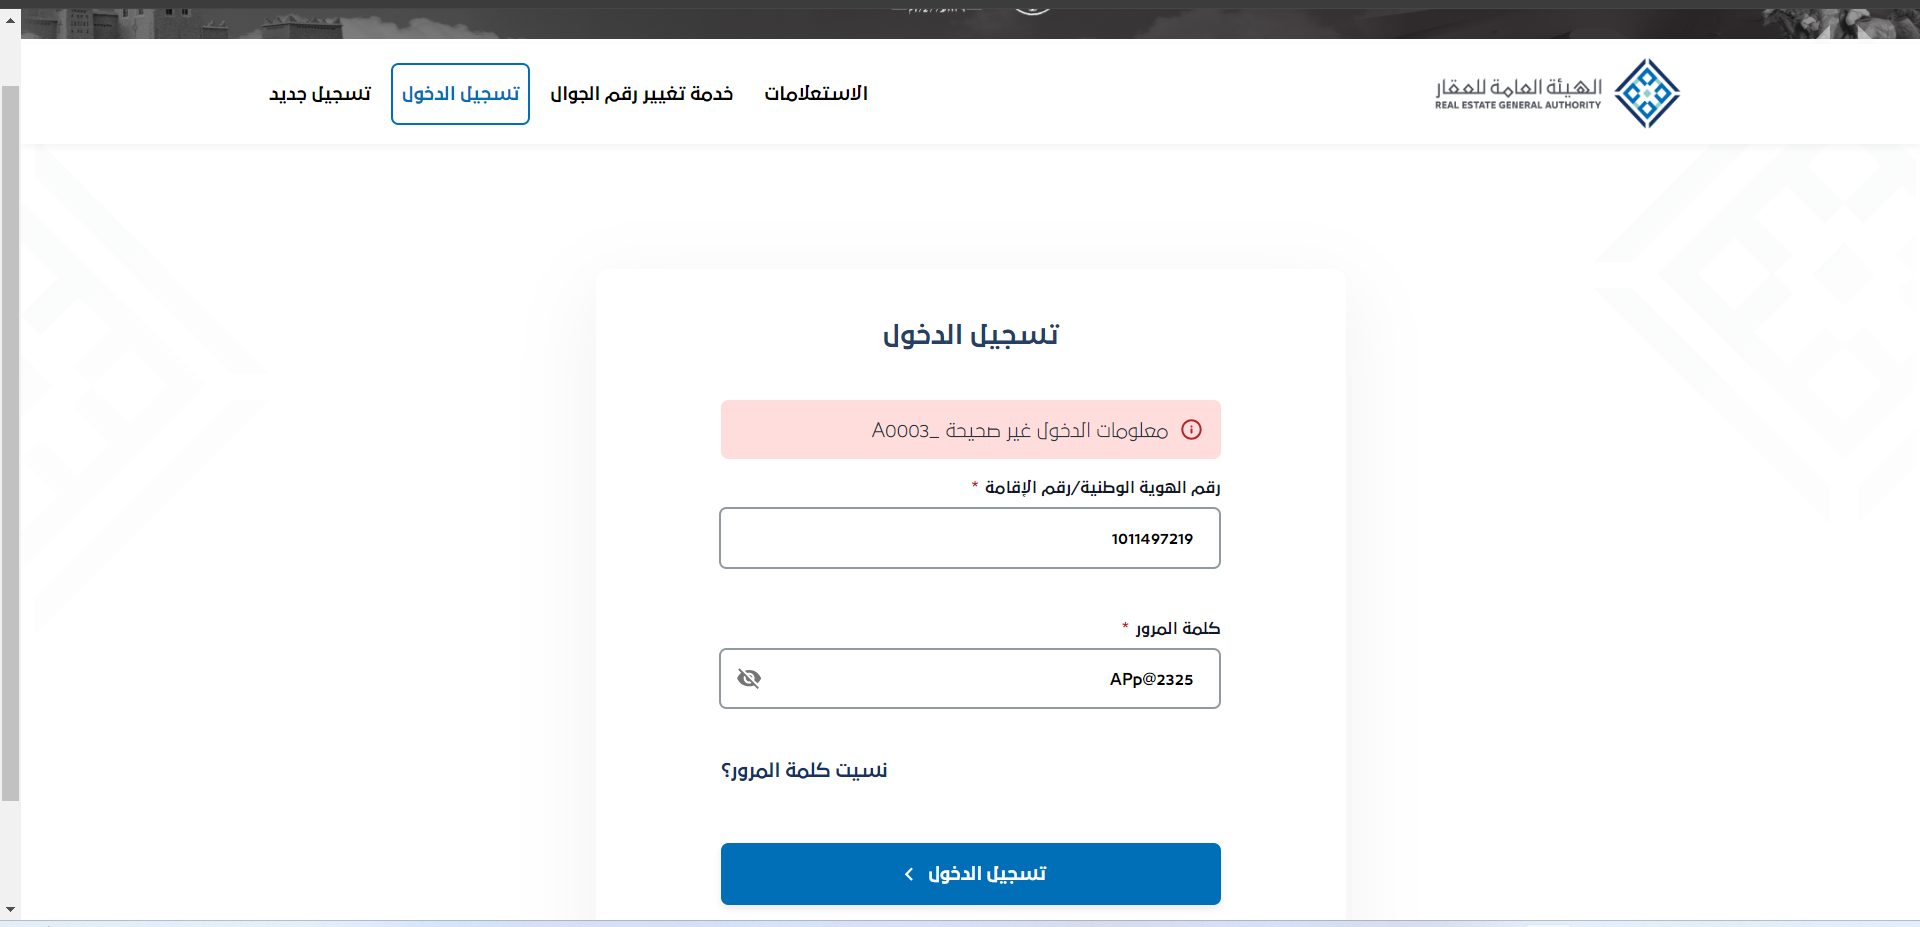 الهيئة العامة للعقار
REAL ESTATE GENERAL AUTHORITY
الاستعلامات
خدمة تغيير رقم الجوال
تسجيل الدخول
تسجيل جديد
تسجيل الدخول
معلومات الدخول غير صحيحة _A0003
رقم الهوية الوطنية/رقم الإقامة *
1011497219
كلمة المرور *
APp@2325
نسيت كلمة المرور؟
تسجيل الدخول